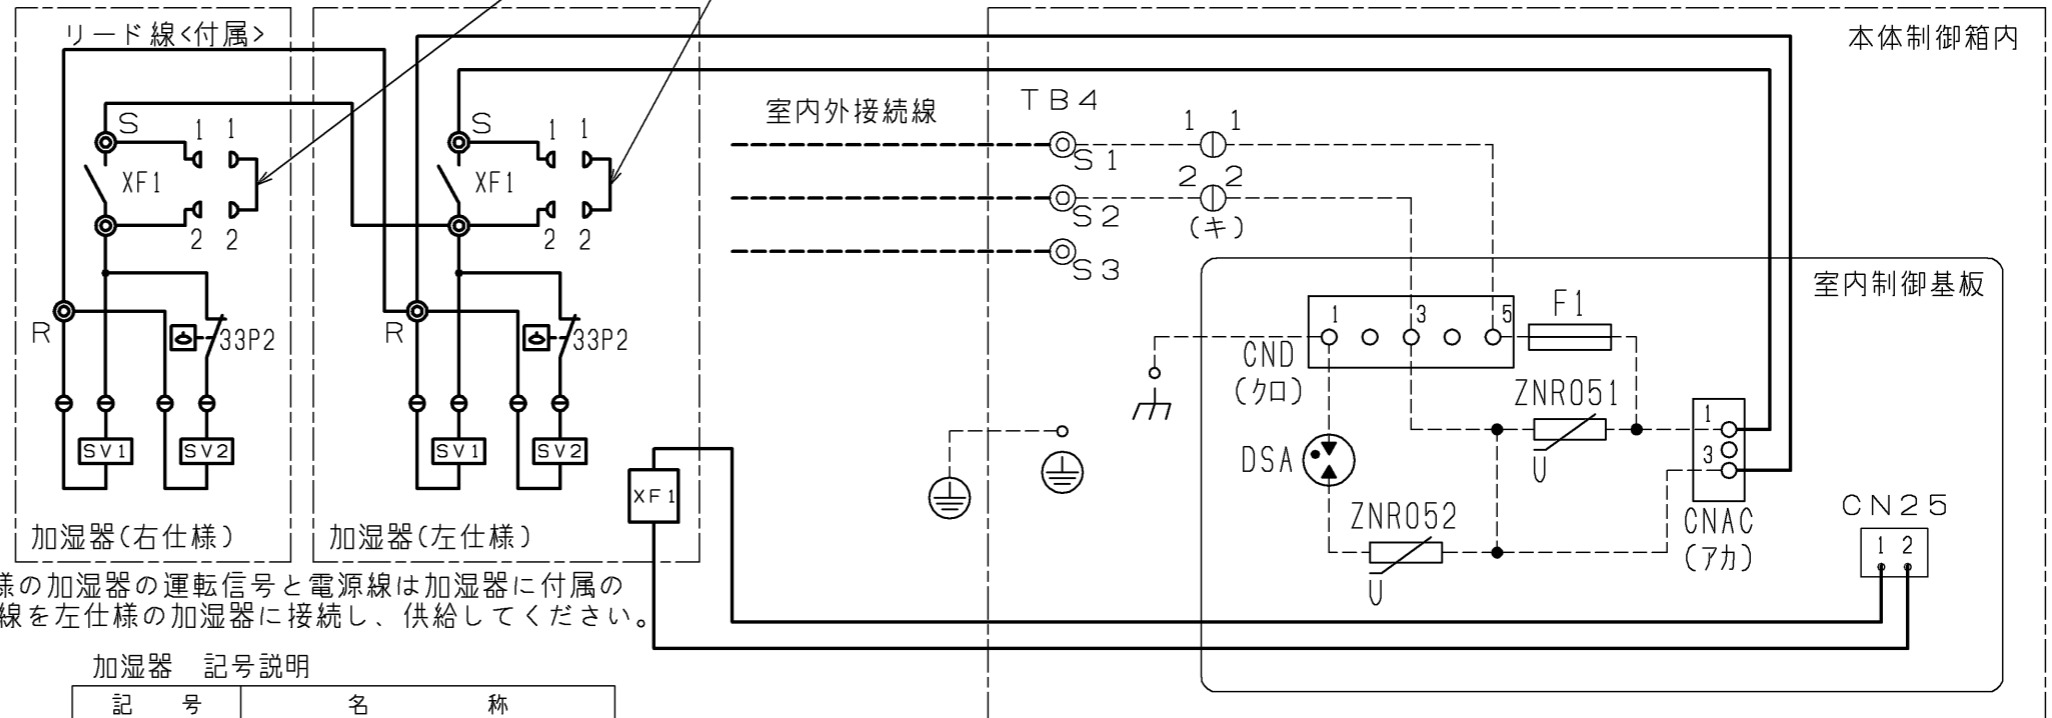 リード線<付属>
本体制御箱内
室内外接続線
TB4
S
1 1
XF1
2 2
S
1 1
XF1
2 2
1 1
S1
2 2
S2
(キ)
S3
室内制御基板
R
33P2
R
33P2
1 3 5
F1
CND
(クロ)
ZNR051
U
1
3
CNAC
(アカ)
DSA
ZNR052
U
CN25
1 2
SV1
SV2
SV1
SV2
XF1
加湿器(右仕様)
加湿器(左仕様)
様の加湿器の運転信号と電源線は加湿器に付属の
線を左仕様の加湿器に接続し、供給してください。
加湿器 記号説明
記号 名称